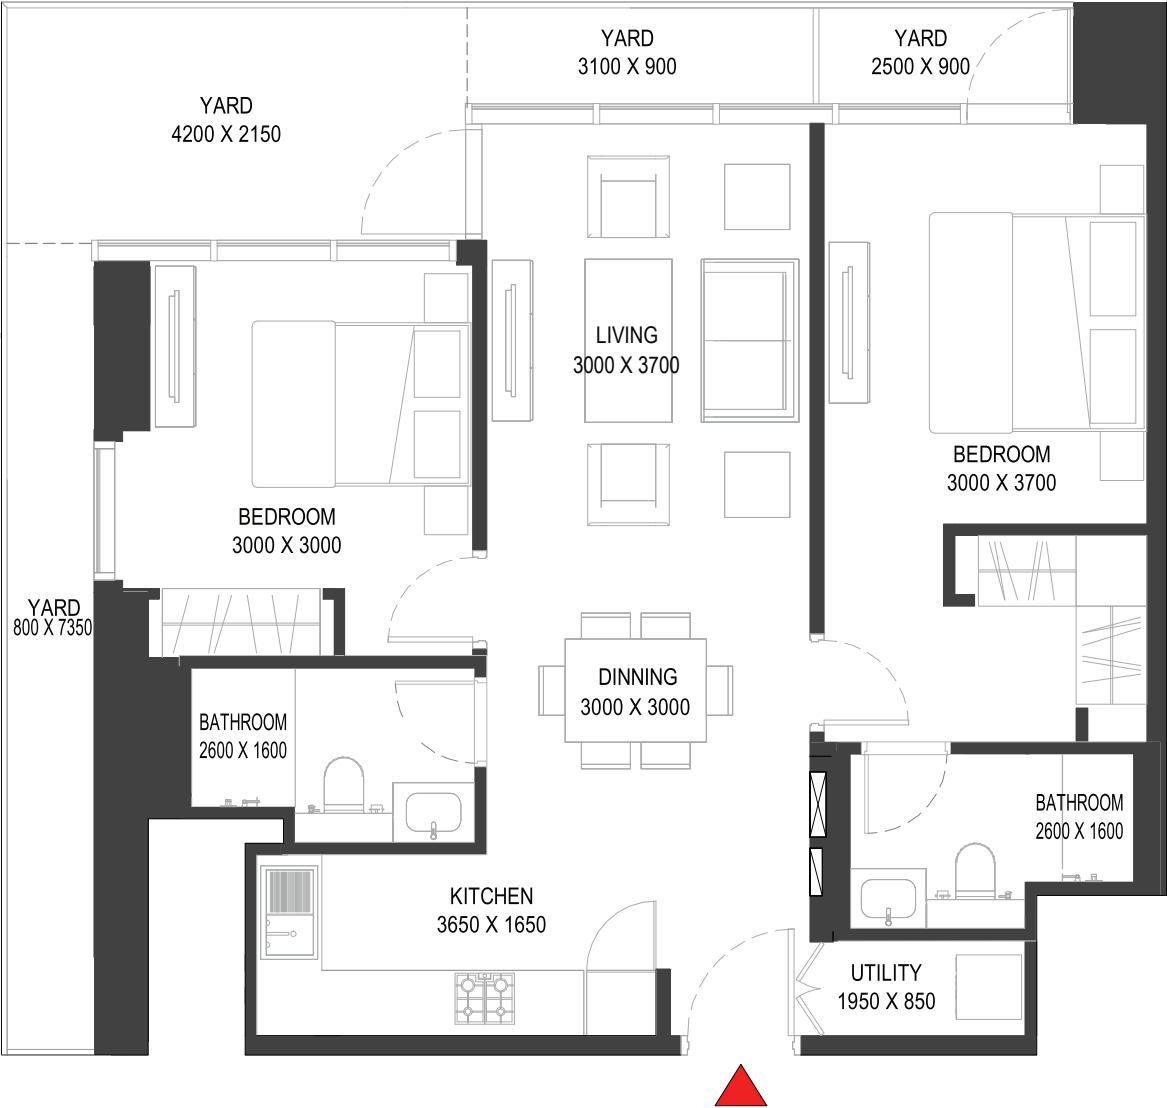 YARD
3100 X 900
YARD
2500 X 900
YARD
4200 X 2150
LIVING
3000 X 3700
BEDROOM
3000 X 3700
BEDROOM
3000 X 3000
YARD
800 X 7350
DINNING
3000 X 3000
BATHROOM
2600 X 1600
BATHROOM
2600 X 1600
KITCHEN
3650 X 1650
UTILITY
1950 X 850